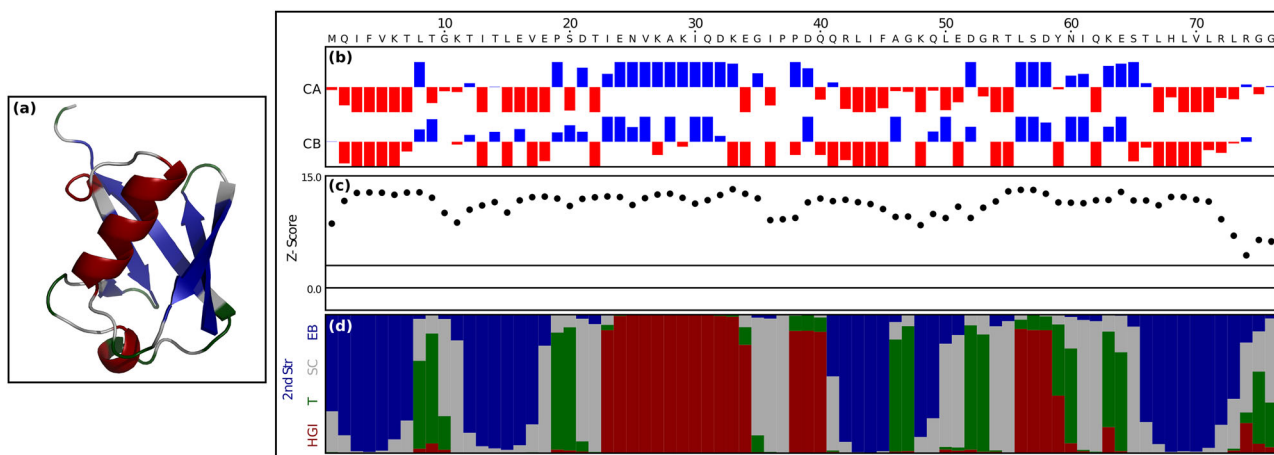 (a)
10 20 30 40 50 60 70
M Q I F V K T L T G K T I T L E V E P S D T I E N V K A K I Q D K E G I P P D Q Q R L I F A G K Q L E D G R T L S D Y N I Q K E S T L H L V L R L R G G
(b)
CA
CB
(c)
15.0
Z-Score
0.0
(d)
2nd Str
HGI T SC EB